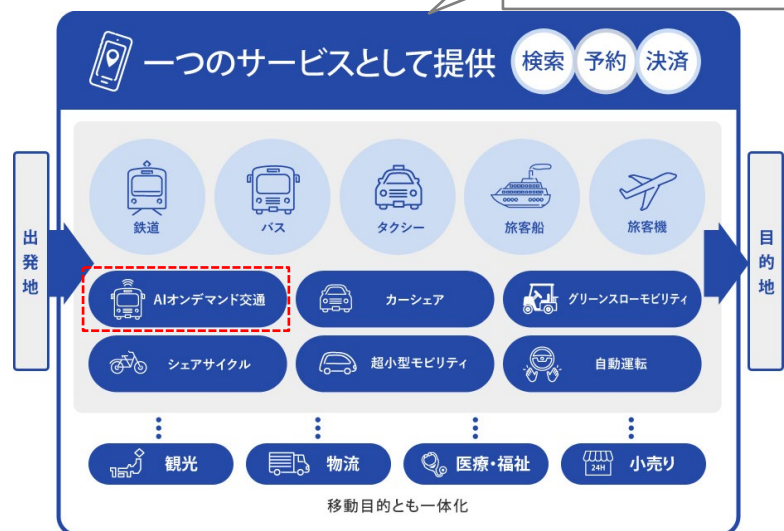 一つのサービスとして提供
検索
予約
決済
出発地
目的地
鉄道
バス
タクシー
旅客船
旅客機
AIオンデマンド交通
カーシェア
グリーンスローモビリティ
シェアサイクル
超小型モビリティ
自動運転
観光
物流
医療・福祉
24H
小売り
移動目的とも一体化